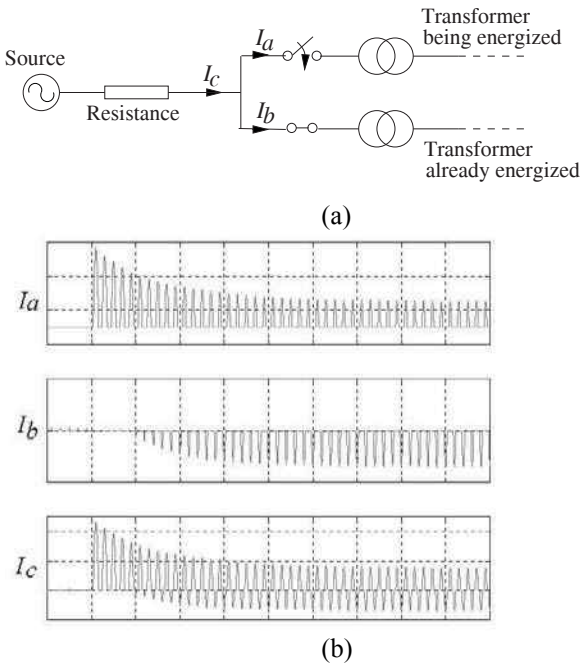 Transformer
being energized
Source
Resistance
I_c
I_a
I_b
Transformer
already energized
(a)
I_a
I_b
I_c
(b)